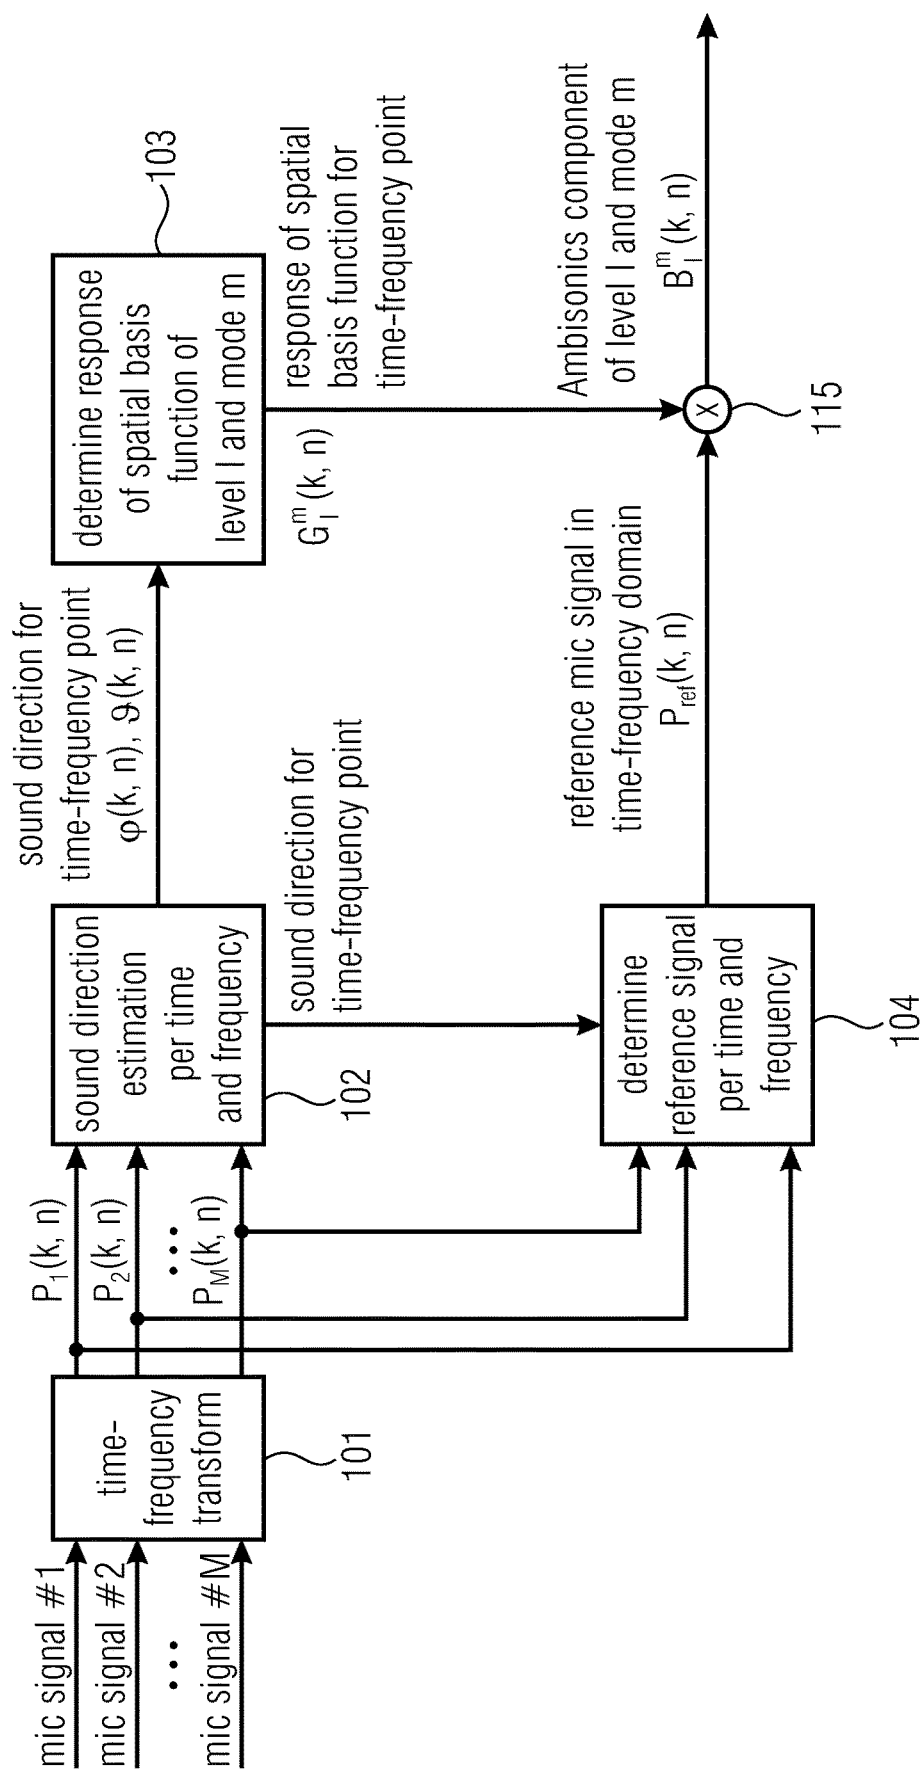 mic signal #1
mic signal #2
...
mic signal #M
time-
frequency
transform
101
P₁(k, n)
P₂(k, n)
...
P_M(k, n)
sound direction
estimation
per time
and frequency
102
sound direction for
time-frequency point
φ(k, n), ϑ(k, n)
sound direction for
time-frequency point
determine response
of spatial basis
function of
level l and mode m
103
G_l^m(k, n)
response of spatial
basis function for
time-frequency point
determine
reference signal
per time and
frequency
104
reference mic signal in
time-frequency domain
P_ref(k, n)
X
115
Ambisonics component
of level l and mode m
B_l^m(k, n)